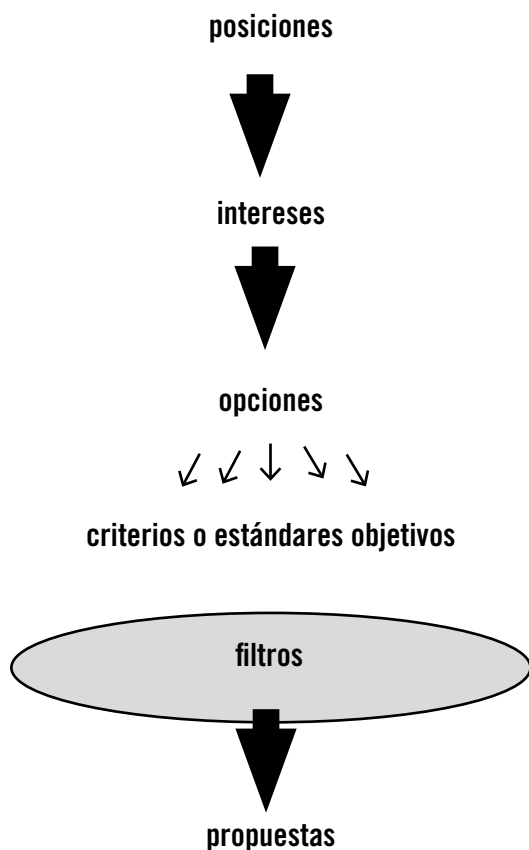 posiciones
intereses
opciones
criterios o estándares objetivos
filtros
propuestas